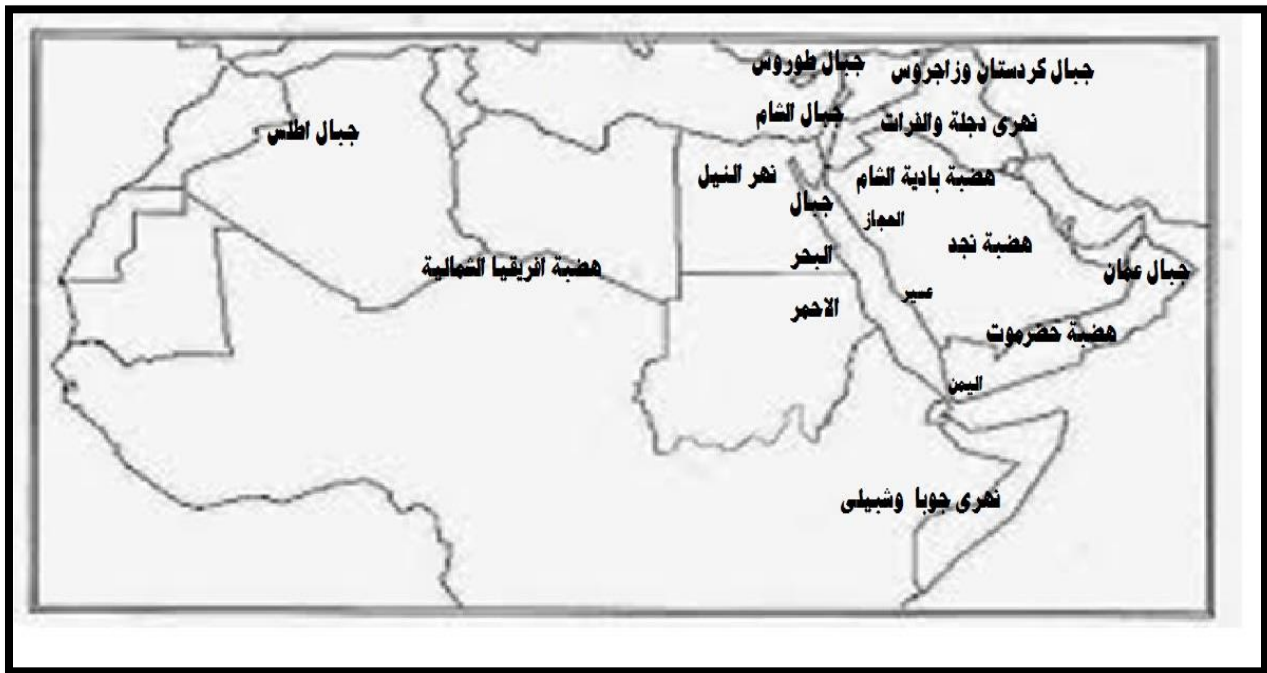 جبال طوروس
جبال كردستان وزاجروس
جبال الشام
نهرى دجلة والفرات
جبال اطلس
نهر النيل
هضبة بادية الشام
جبال
الحجاز
هضبة نجد
البحر
هضبة افريقيا الشمالية
جبال عمان
عسير
الاحمر
هضبة حضرموت
اليمن
نهرى جوبا وشبيلى